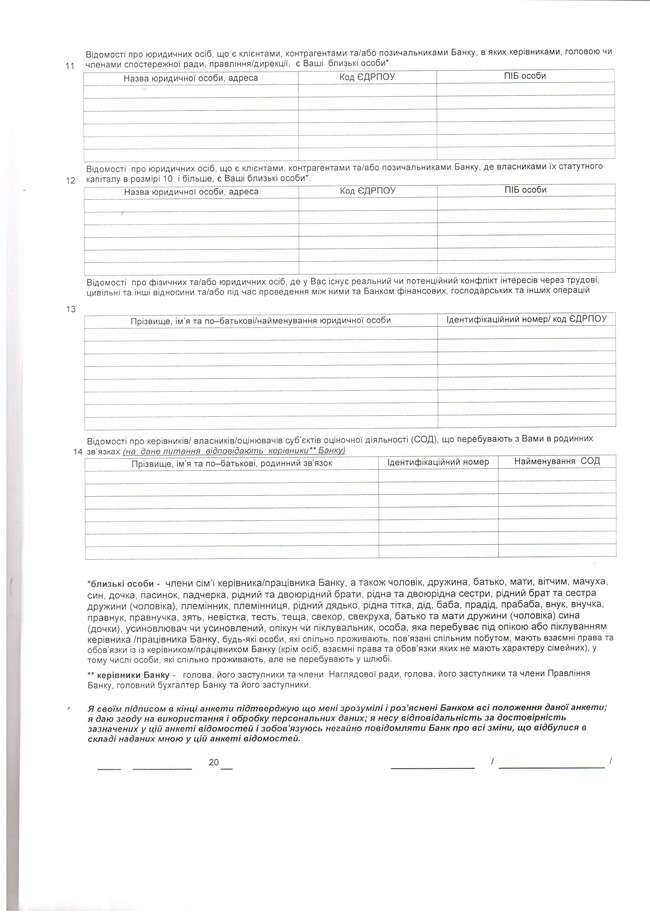 Відомості про юридичних осіб, що є клієнтами, контрагентами та/або позичальниками Банку, в яких керівниками, головою чи
11 членами спостережної ради, правління/дирекції, є Ваші близькі особи*
Назва юридичної особи, адреса Код ЄДРПОУ ПІБ особи
Відомості про юридичних осіб, що є клієнтами, контрагентами та/або позичальниками Банку, де власниками їх статутного
12 капіталу в розмірі 10 і більше, є Ваші близькі особи*.
Назва юридичної особи, адреса Код ЄДРПОУ ПІБ особи
Відомості про фізичних та/або юридичних осіб, де у Вас існує реальний чи потенційний конфлікт інтересів через трудові,
цивільні та інші відносини та/або під час проведення між ними та Банком фінансових, господарських та інших операцій
13
Прізвище, ім'я та по–батькові/найменування юридичної особи Ідентифікаційний номер/ код ЄДРПОУ
Відомості про керівників/ власників/оцінювачів суб'єктів оціночної діяльності (СОД), що перебувають з Вами в родинних
14 зв'язках (на дане питання відповідають керівники** Банку)
Прізвище, ім'я та по–батькові, родинний зв'язок Ідентифікаційний номер Найменування СОД
*близькі особи - члени сім'ї керівника/працівника Банку, а також чоловік, дружина, батько, мати, вітчим, мачуха,
син, дочка, пасинок, падчерка, рідний та двоюрідний брати, рідна та двоюрідна сестри, рідний брат та сестра
дружини (чоловіка), племінник, племінниця, рідний дядько, рідна тітка, дід, баба, прадід, прабаба, внук, внучка,
правнук, правнучка, зять, невістка, тесть, теща, свекор, свекруха, батько та мати дружини (чоловіка) сина
(дочки), усиновлювач чи усиновлений, опікун чи піклувальник, особа, яка перебуває під опікою або піклуванням
керівника /працівника Банку, будь-які особи, які спільно проживають, пов'язані спільним побутом, мають взаємні права та
обов'язки із із керівником/працівником Банку (крім осіб, взаємні права та обов'язки яких не мають характеру сімейних), у
тому числі особи, які спільно проживають, але не перебувають у шлюбі.
** керівники Банку - голова, його заступники та члени Наглядової ради, голова, його заступники та члени Правління
Банку, головний бухгалтер Банку та його заступники.
Я своїм підписом в кінці анкети підтверджую що мені зрозумілі і роз'яснені Банком всі положення даної анкети;
я даю згоду на використання і обробку персональних даних; я несу відповідальність за достовірність
зазначених у цій анкеті відомостей і зобов'язуюсь негайно повідомляти Банк про всі зміни, що відбулися в
складі наданих мною у цій анкеті відомостей.
____ __________ 20 __ ______________ / __________________ /